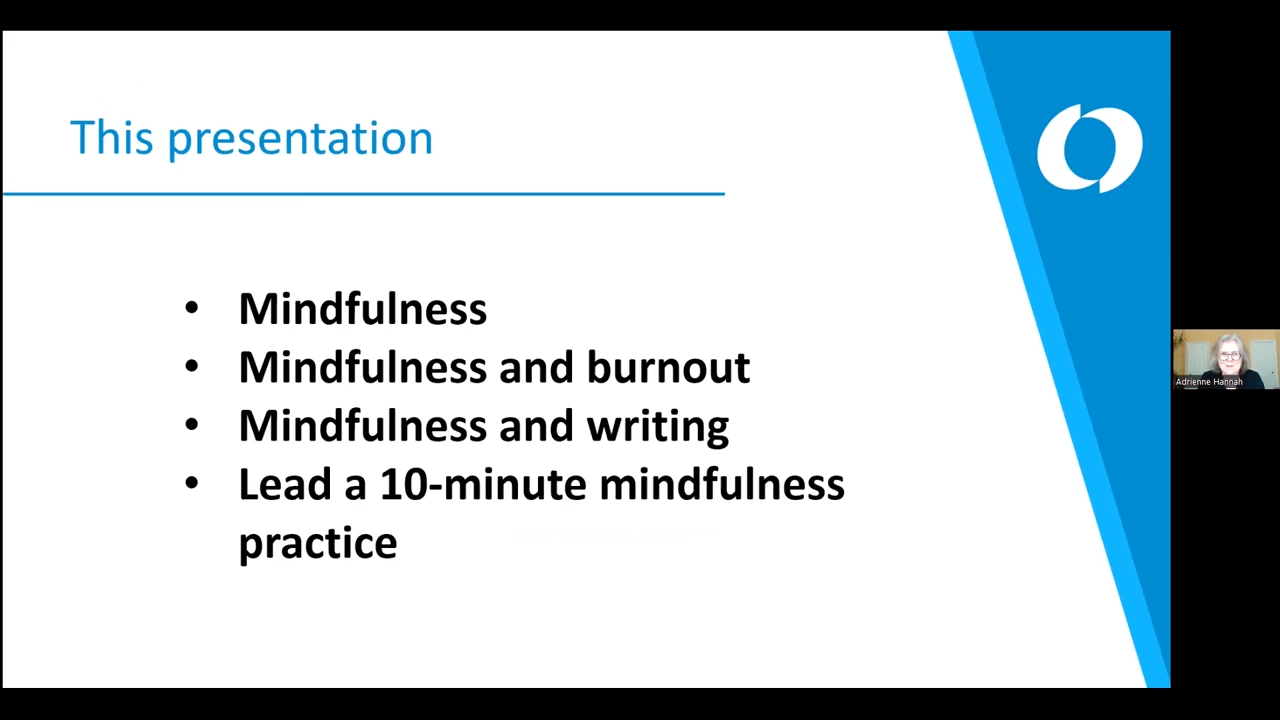 This presentation
• Mindfulness
• Mindfulness and burnout
• Mindfulness and writing
• Lead a 10-minute mindfulness
practice
Adrienne Hannah